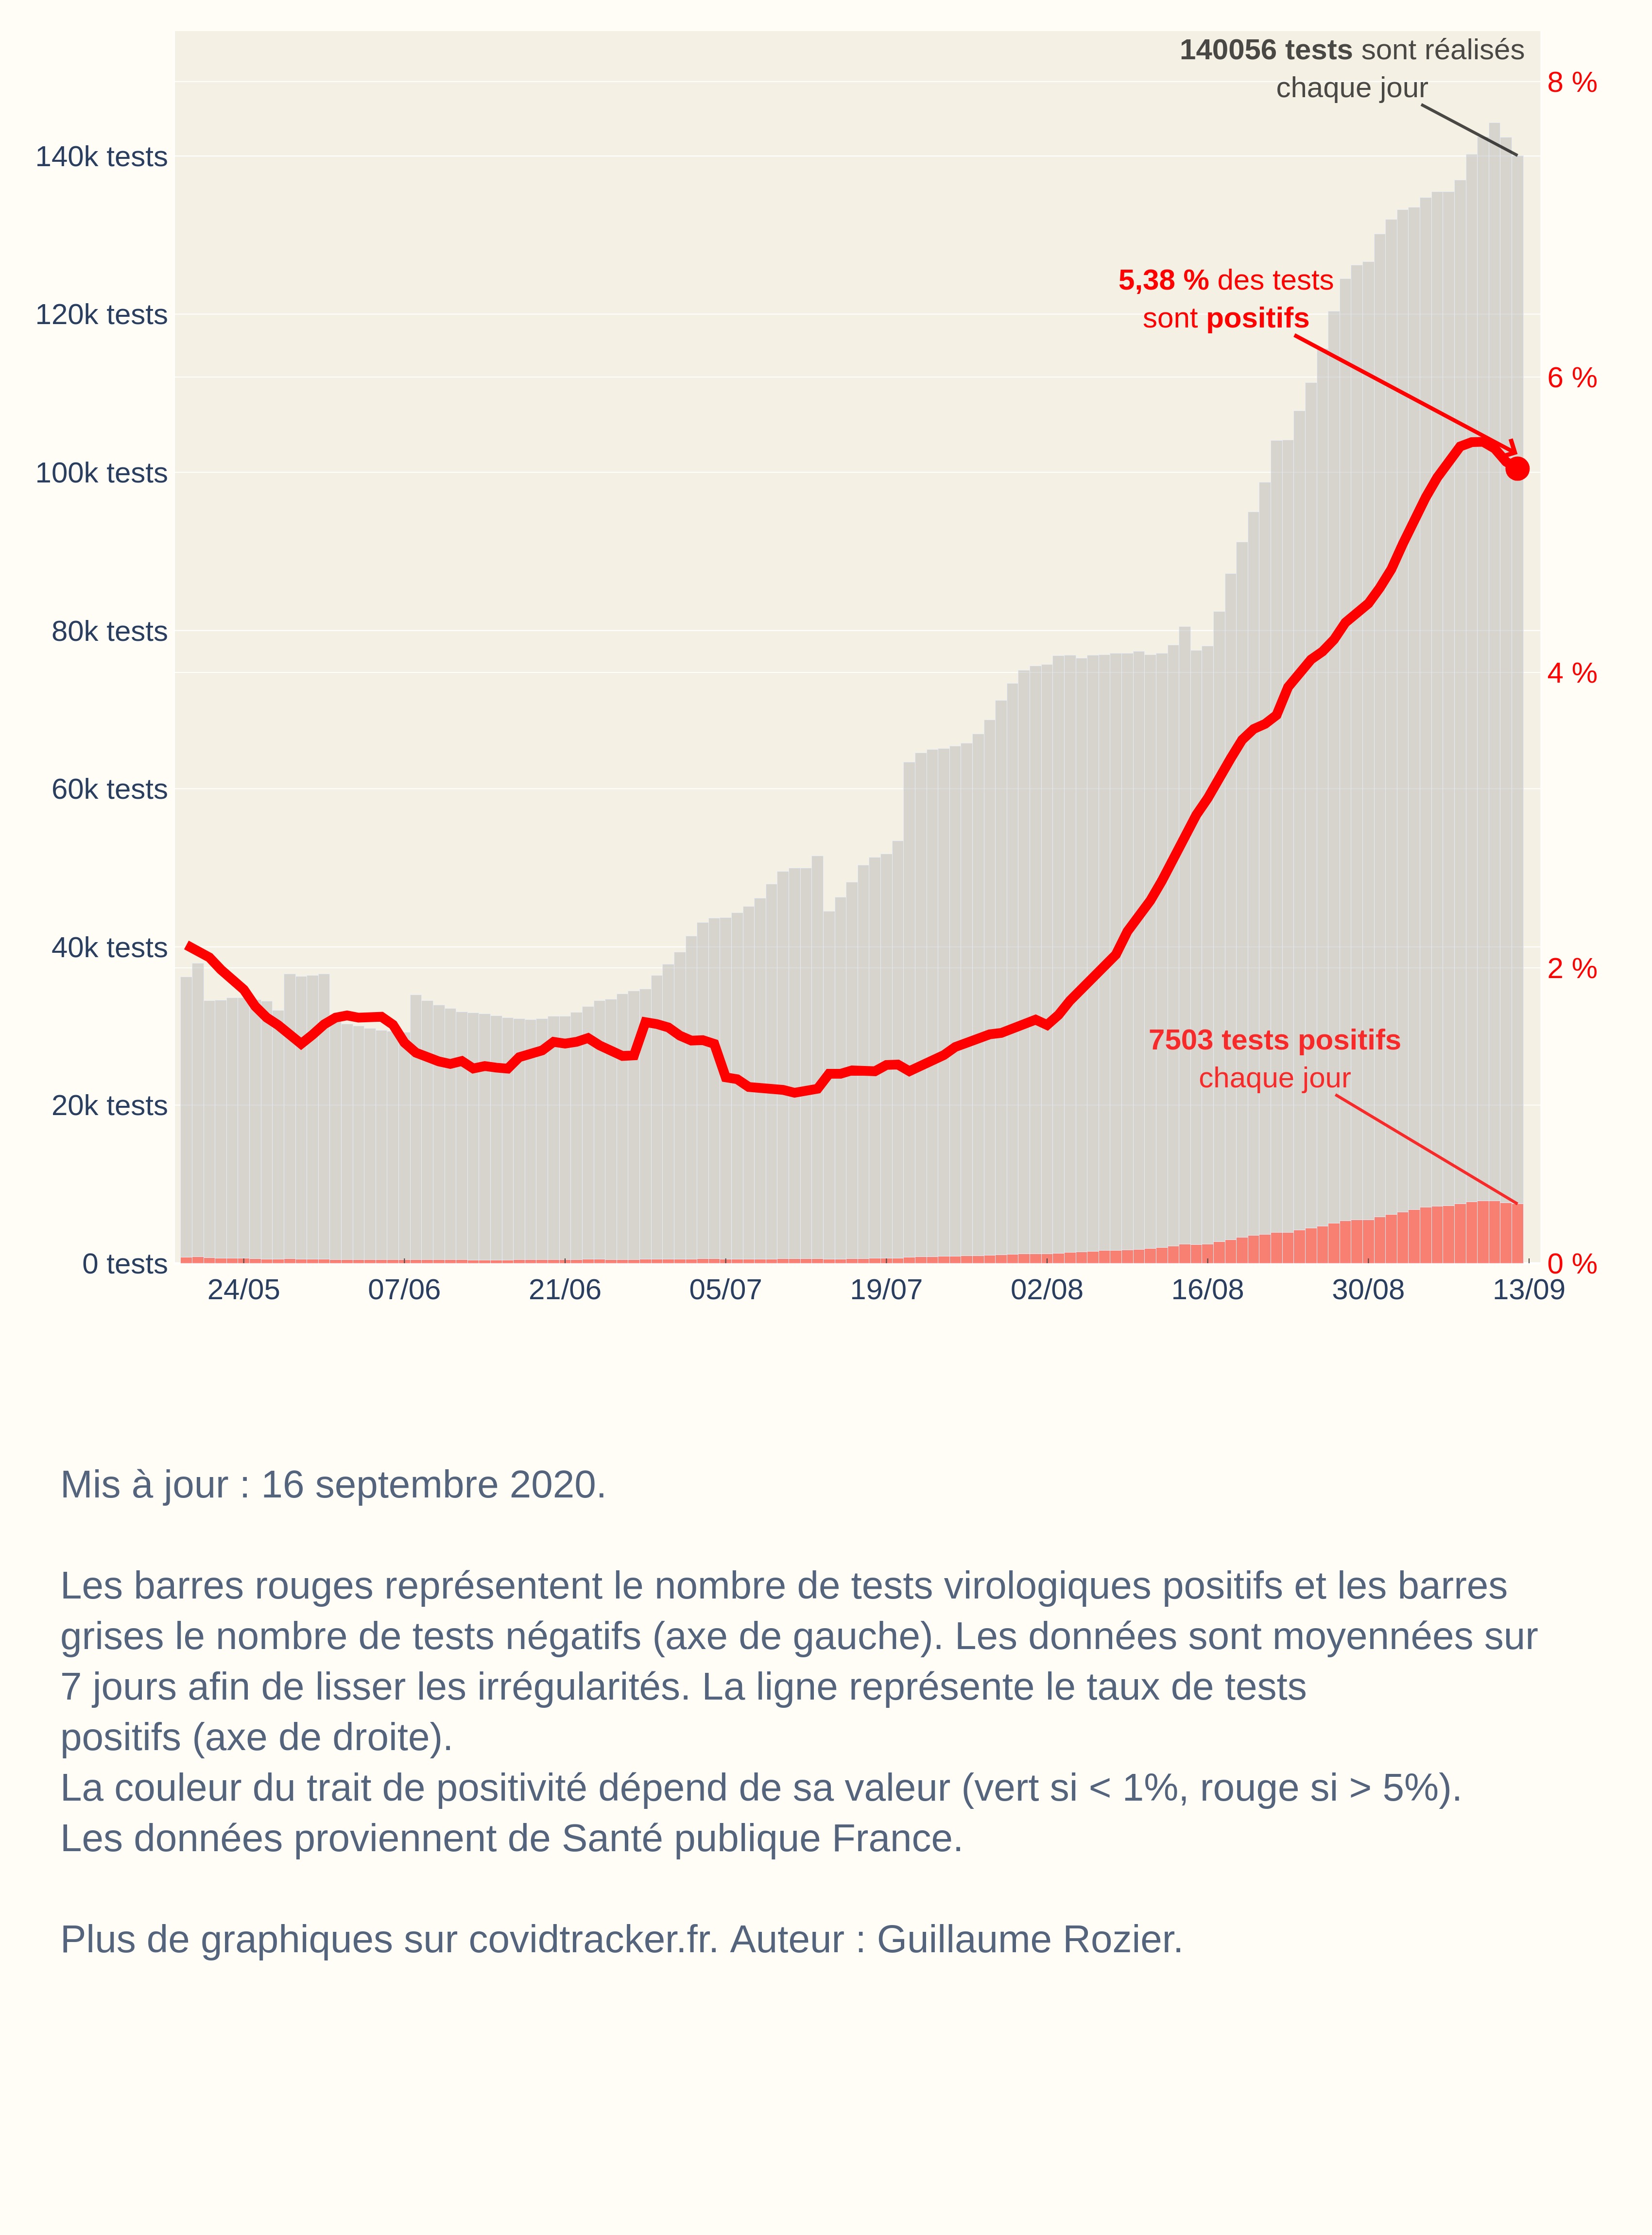 140056 tests sont réalisés
chaque jour
8 %
140k tests
5,38 % des tests
sont positifs
120k tests
6 %
100k tests
80k tests
4 %
60k tests
40k tests
2 %
7503 tests positifs
chaque jour
20k tests
0 tests
0 %
24/05 07/06 21/06 05/07 19/07 02/08 16/08 30/08 13/09
Mis à jour : 16 septembre 2020.
Les barres rouges représentent le nombre de tests virologiques positifs et les barres
grises le nombre de tests négatifs (axe de gauche). Les données sont moyennées sur
7 jours afin de lisser les irrégularités. La ligne représente le taux de tests
positifs (axe de droite).
La couleur du trait de positivité dépend de sa valeur (vert si < 1%, rouge si > 5%).
Les données proviennent de Santé publique France.
Plus de graphiques sur covidtracker.fr. Auteur : Guillaume Rozier.